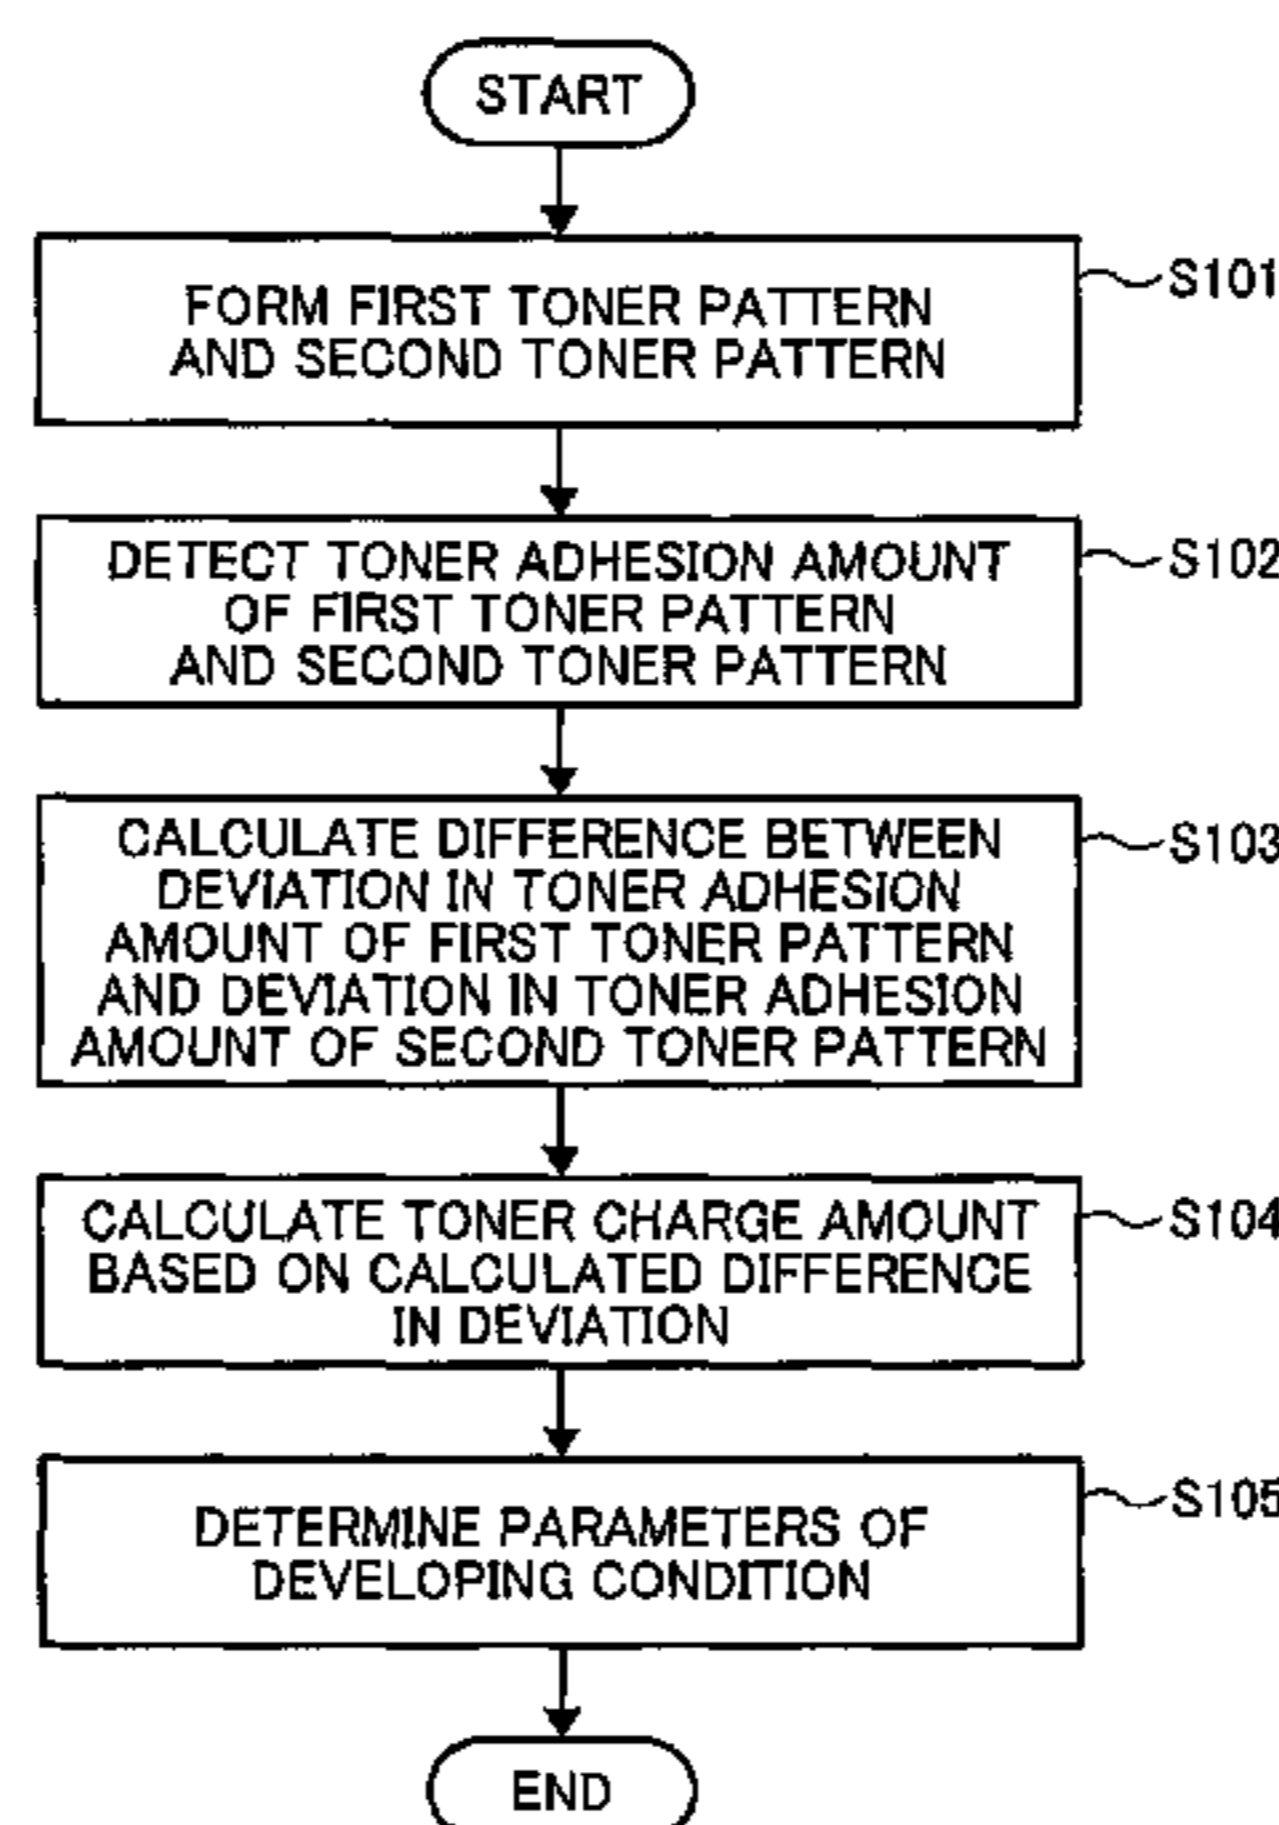 START
FORM FIRST TONER PATTERN
AND SECOND TONER PATTERN
S101
DETECT TONER ADHESION AMOUNT
OF FIRST TONER PATTERN
AND SECOND TONER PATTERN
S102
CALCULATE DIFFERENCE BETWEEN
DEVIATION IN TONER ADHESION
AMOUNT OF FIRST TONER PATTERN
AND DEVIATION IN TONER ADHESION
AMOUNT OF SECOND TONER PATTERN
S103
CALCULATE TONER CHARGE AMOUNT
BASED ON CALCULATED DIFFERENCE
IN DEVIATION
S104
DETERMINE PARAMETERS OF
DEVELOPING CONDITION
S105
END